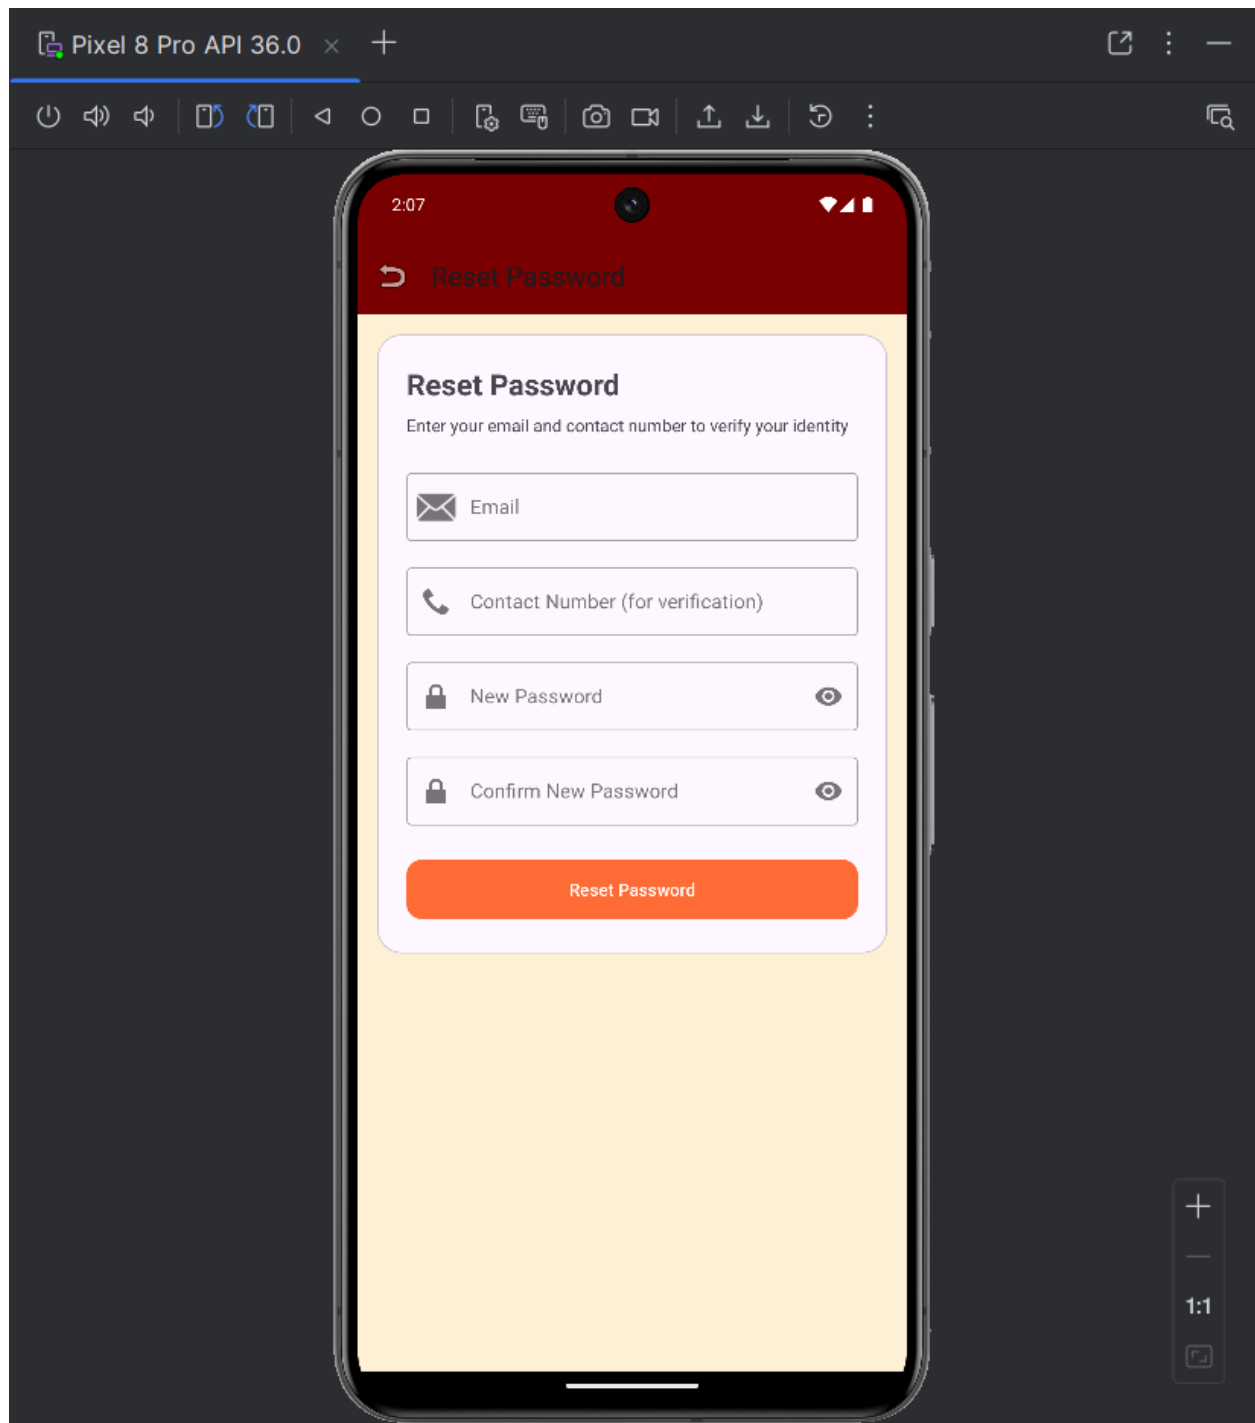 Pixel 8 Pro API 36.0
2:07
Reset Password
Reset Password
Enter your email and contact number to verify your identity
Email
Contact Number (for verification)
New Password
Confirm New Password
Reset Password
1:1